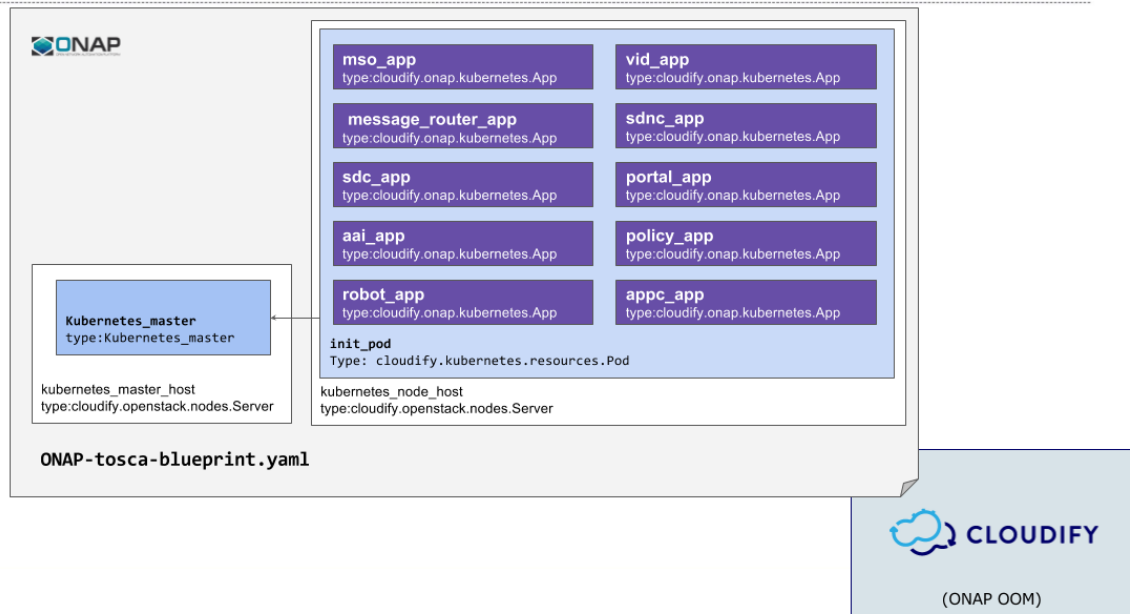 ONAP
mso_app
type:cloudify.onap.kubernetes.App
vid_app
type:cloudify.onap.kubernetes.App
message_router_app
type:cloudify.onap.kubernetes.App
sdnc_app
type:cloudify.onap.kubernetes.App
sdc_app
type:cloudify.onap.kubernetes.App
portal_app
type:cloudify.onap.kubernetes.App
aai_app
type:cloudify.onap.kubernetes.App
policy_app
type:cloudify.onap.kubernetes.App
robot_app
type:cloudify.onap.kubernetes.App
appc_app
type:cloudify.onap.kubernetes.App
init_pod
Type: cloudify.kubernetes.resources.Pod
kubernetes_node_host
type:cloudify.openstack.nodes.Server
Kubernetes_master
type:Kubernetes_master
kubernetes_master_host
type:cloudify.openstack.nodes.Server
ONAP-tosca-blueprint.yaml
CLOUDIFY
(ONAP OOM)